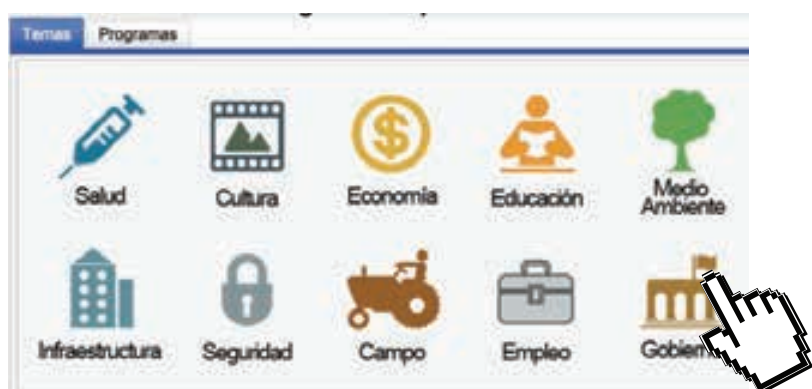 Temas Programas
Salud Cultura Economía Educación Medio Ambiente
Infraestructura Seguridad Campo Empleo